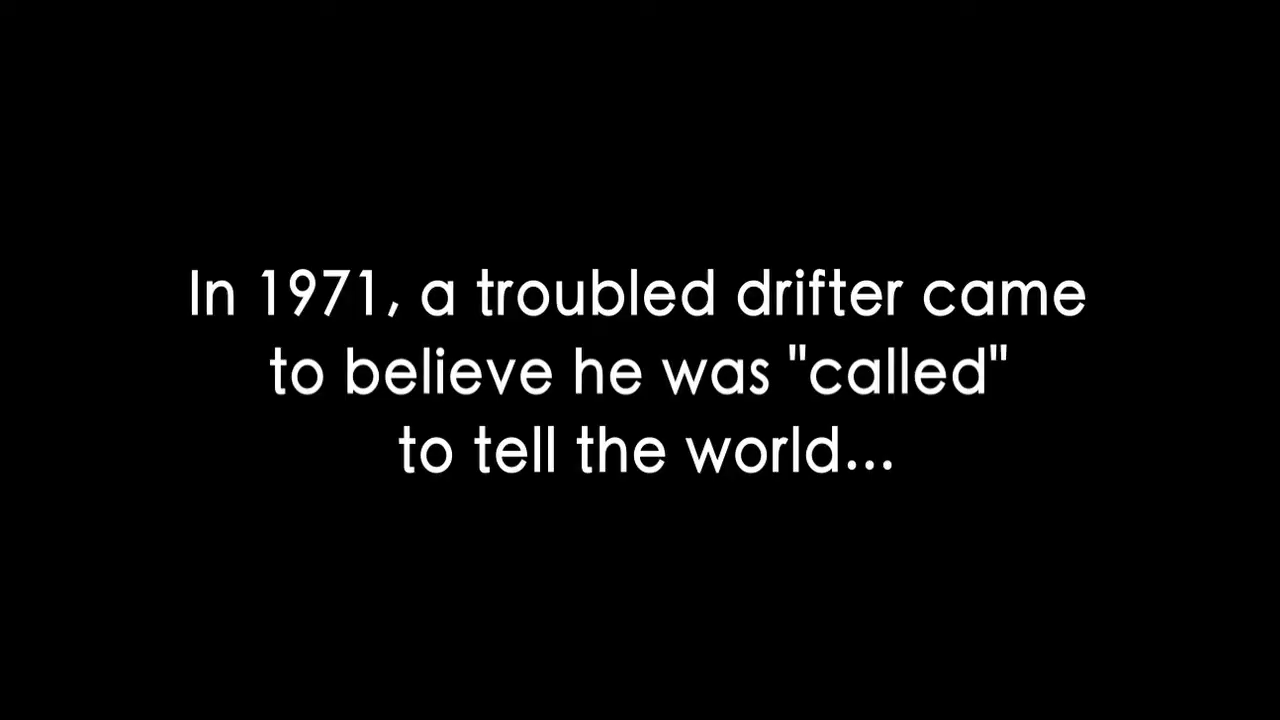 In 1971, a troubled drifter came
to believe he was "called"
to tell the world...